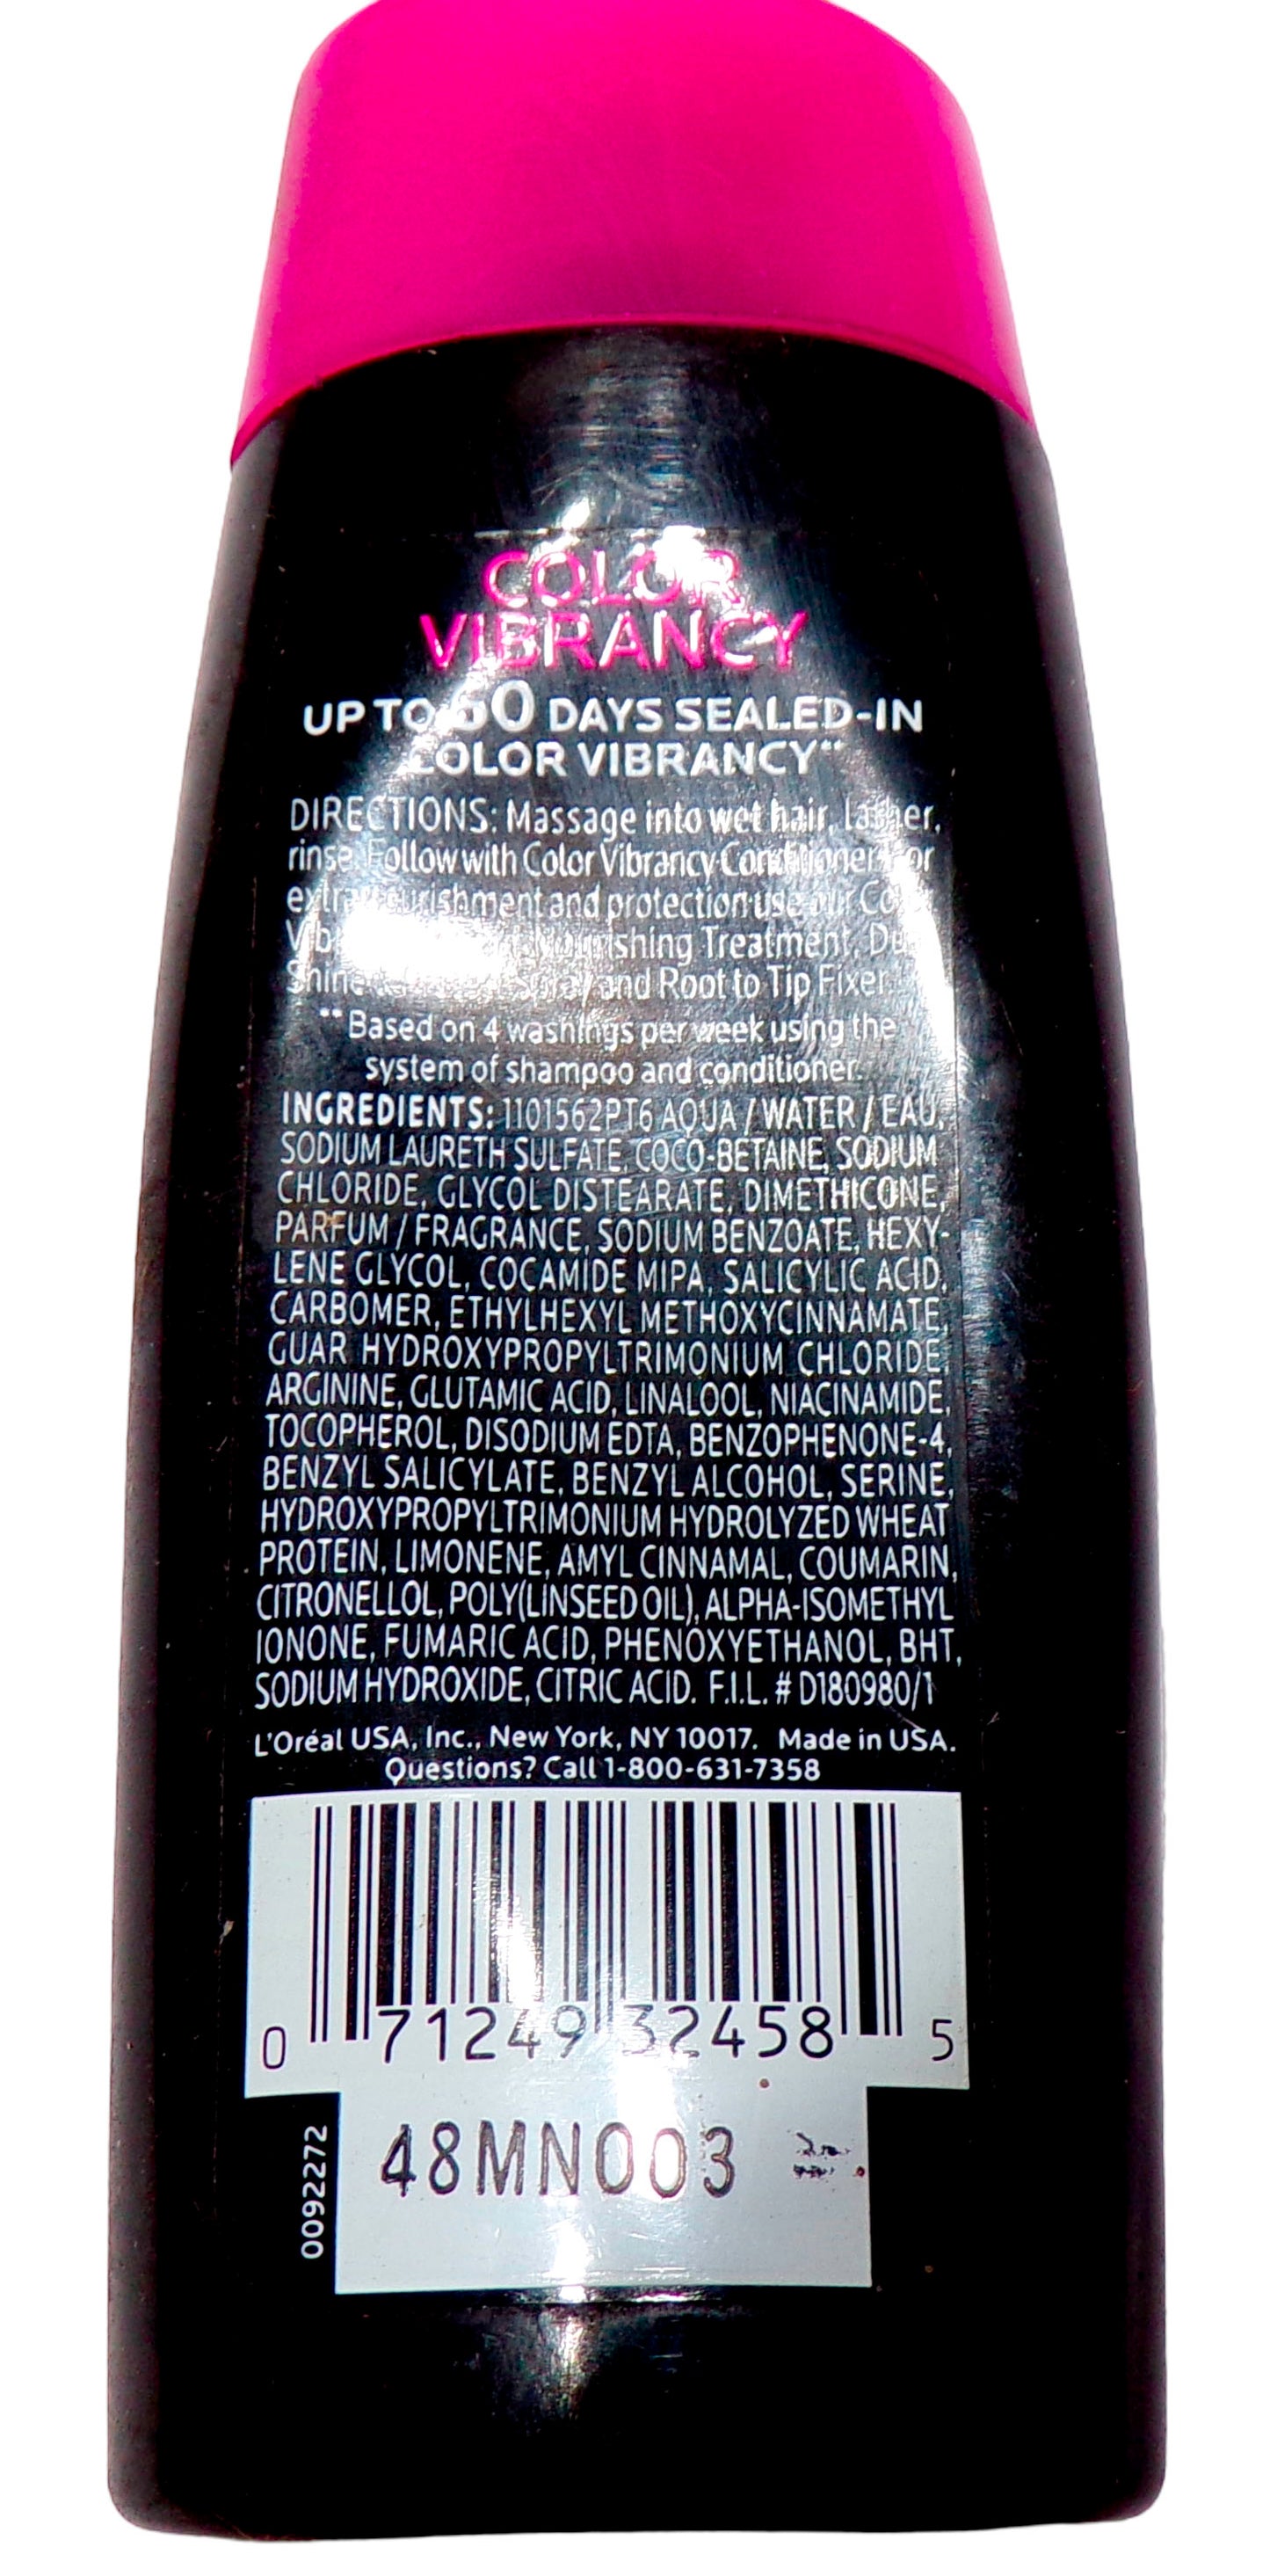 COLOR
VIBRANCY
UP TO 60 DAYS SEALED-IN
COLOR VIBRANCY**
DIRECTIONS: Massage into wet hair, lather,
rinse. Follow with Color Vibrancy Conditioner. For
extra nourishment and protection use our Color
Nourishing Treatment, Dual
Shine Spray and Root to Tip Fixer
** Based on 4 washings per week using the
system of shampoo and conditioner.
INGREDIENTS: 1101562PT6 AQUA / WATER / EAU,
SODIUM LAURETH SULFATE, COCO-BETAINE, SODIUM
CHLORIDE, GLYCOL DISTEARATE, DIMETHICONE,
PARFUM / FRAGRANCE, SODIUM BENZOATE, HEXY-
LENE GLYCOL, COCAMIDE MIPA, SALICYLIC ACID,
CARBOMER, ETHYLHEXYL METHOXYCINNAMATE,
GUAR HYDROXYPROPYLTRIMONIUM CHLORIDE,
ARGININE, GLUTAMIC ACID, LINALOOL, NIACINAMIDE,
TOCOPHEROL, DISODIUM EDTA, BENZOPHENONE-4,
BENZYL SALICYLATE, BENZYL ALCOHOL, SERINE,
HYDROXYPROPYLTRIMONIUM HYDROLYZED WHEAT
PROTEIN, LIMONENE, AMYL CINNAMAL, COUMARIN,
CITRONELLOL, POLY(LINSEED OIL), ALPHA-ISOMETHYL
IONONE, FUMARIC ACID, PHENOXYETHANOL, BHT,
SODIUM HYDROXIDE, CITRIC ACID. F.I.L. # D180980/1
L'Oréal USA, Inc., New York, NY 10017. Made in USA.
Questions? Call 1-800-631-7358
0 71249 32458 5
48MN003
0092272